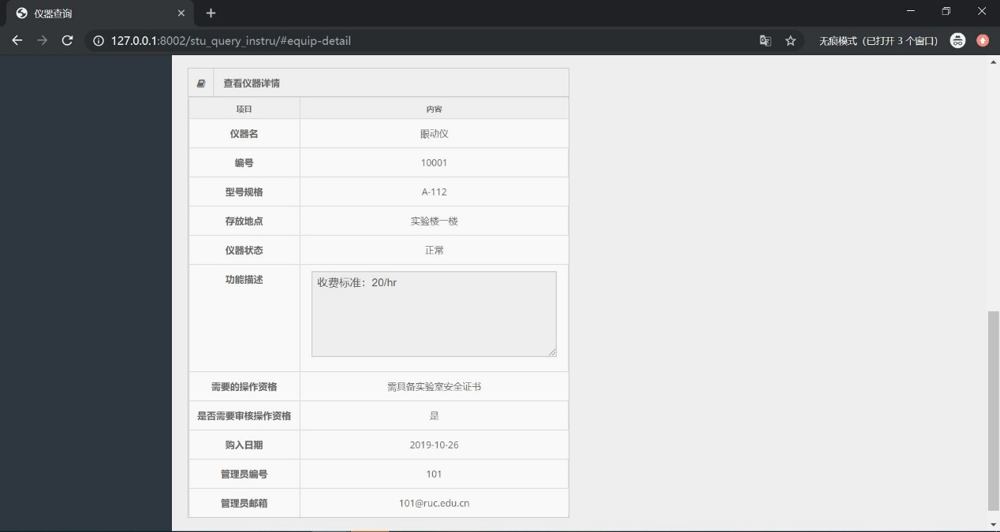 仪器查询
127.0.0.1:8002/stu_query_instru/#equip-detail
无痕模式（已打开 3 个窗口）
查看仪器详情
项目 内容
仪器名 眼动仪
编号 10001
型号规格 A-112
存放地点 实验楼一楼
仪器状态 正常
功能描述 收费标准：20/hr
需要的操作资格 需具备实验室安全证书
是否需要审核操作资格 是
购入日期 2019-10-26
管理员编号 101
管理员邮箱 101@ruc.edu.cn